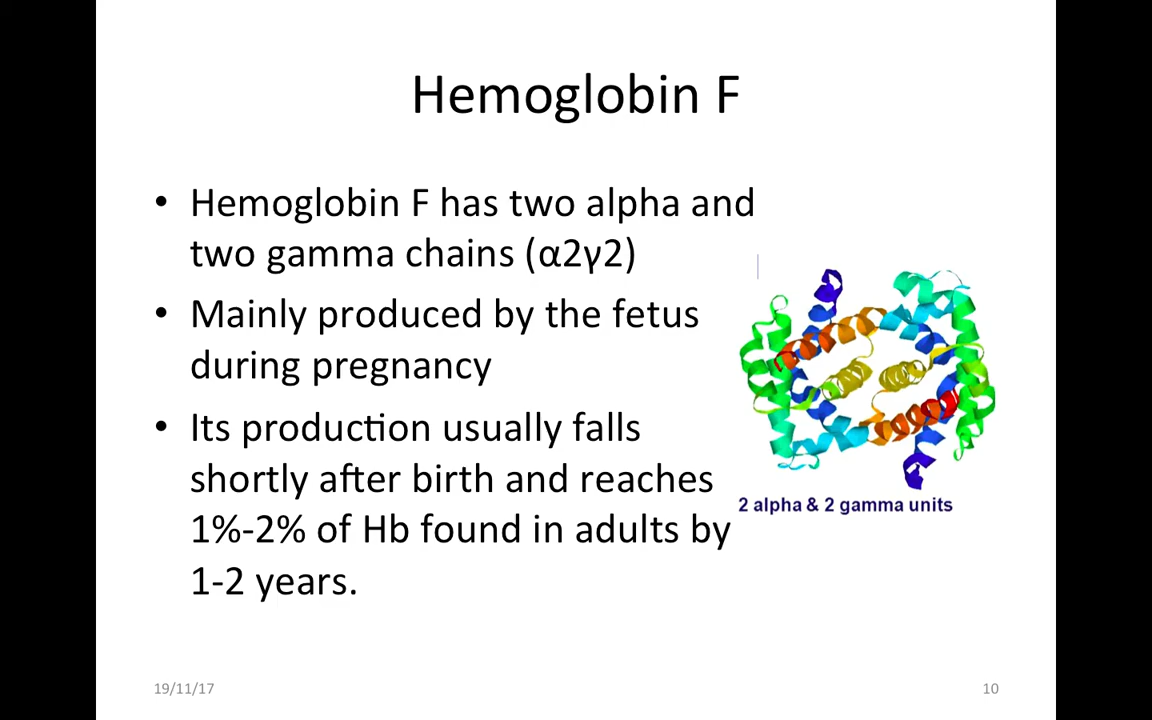 Hemoglobin F
• Hemoglobin F has two alpha and
two gamma chains (α2γ2)
• Mainly produced by the fetus
during pregnancy
• Its production usually falls
shortly after birth and reaches
1%-2% of Hb found in adults by
1-2 years.
2 alpha & 2 gamma units
19/11/17
10